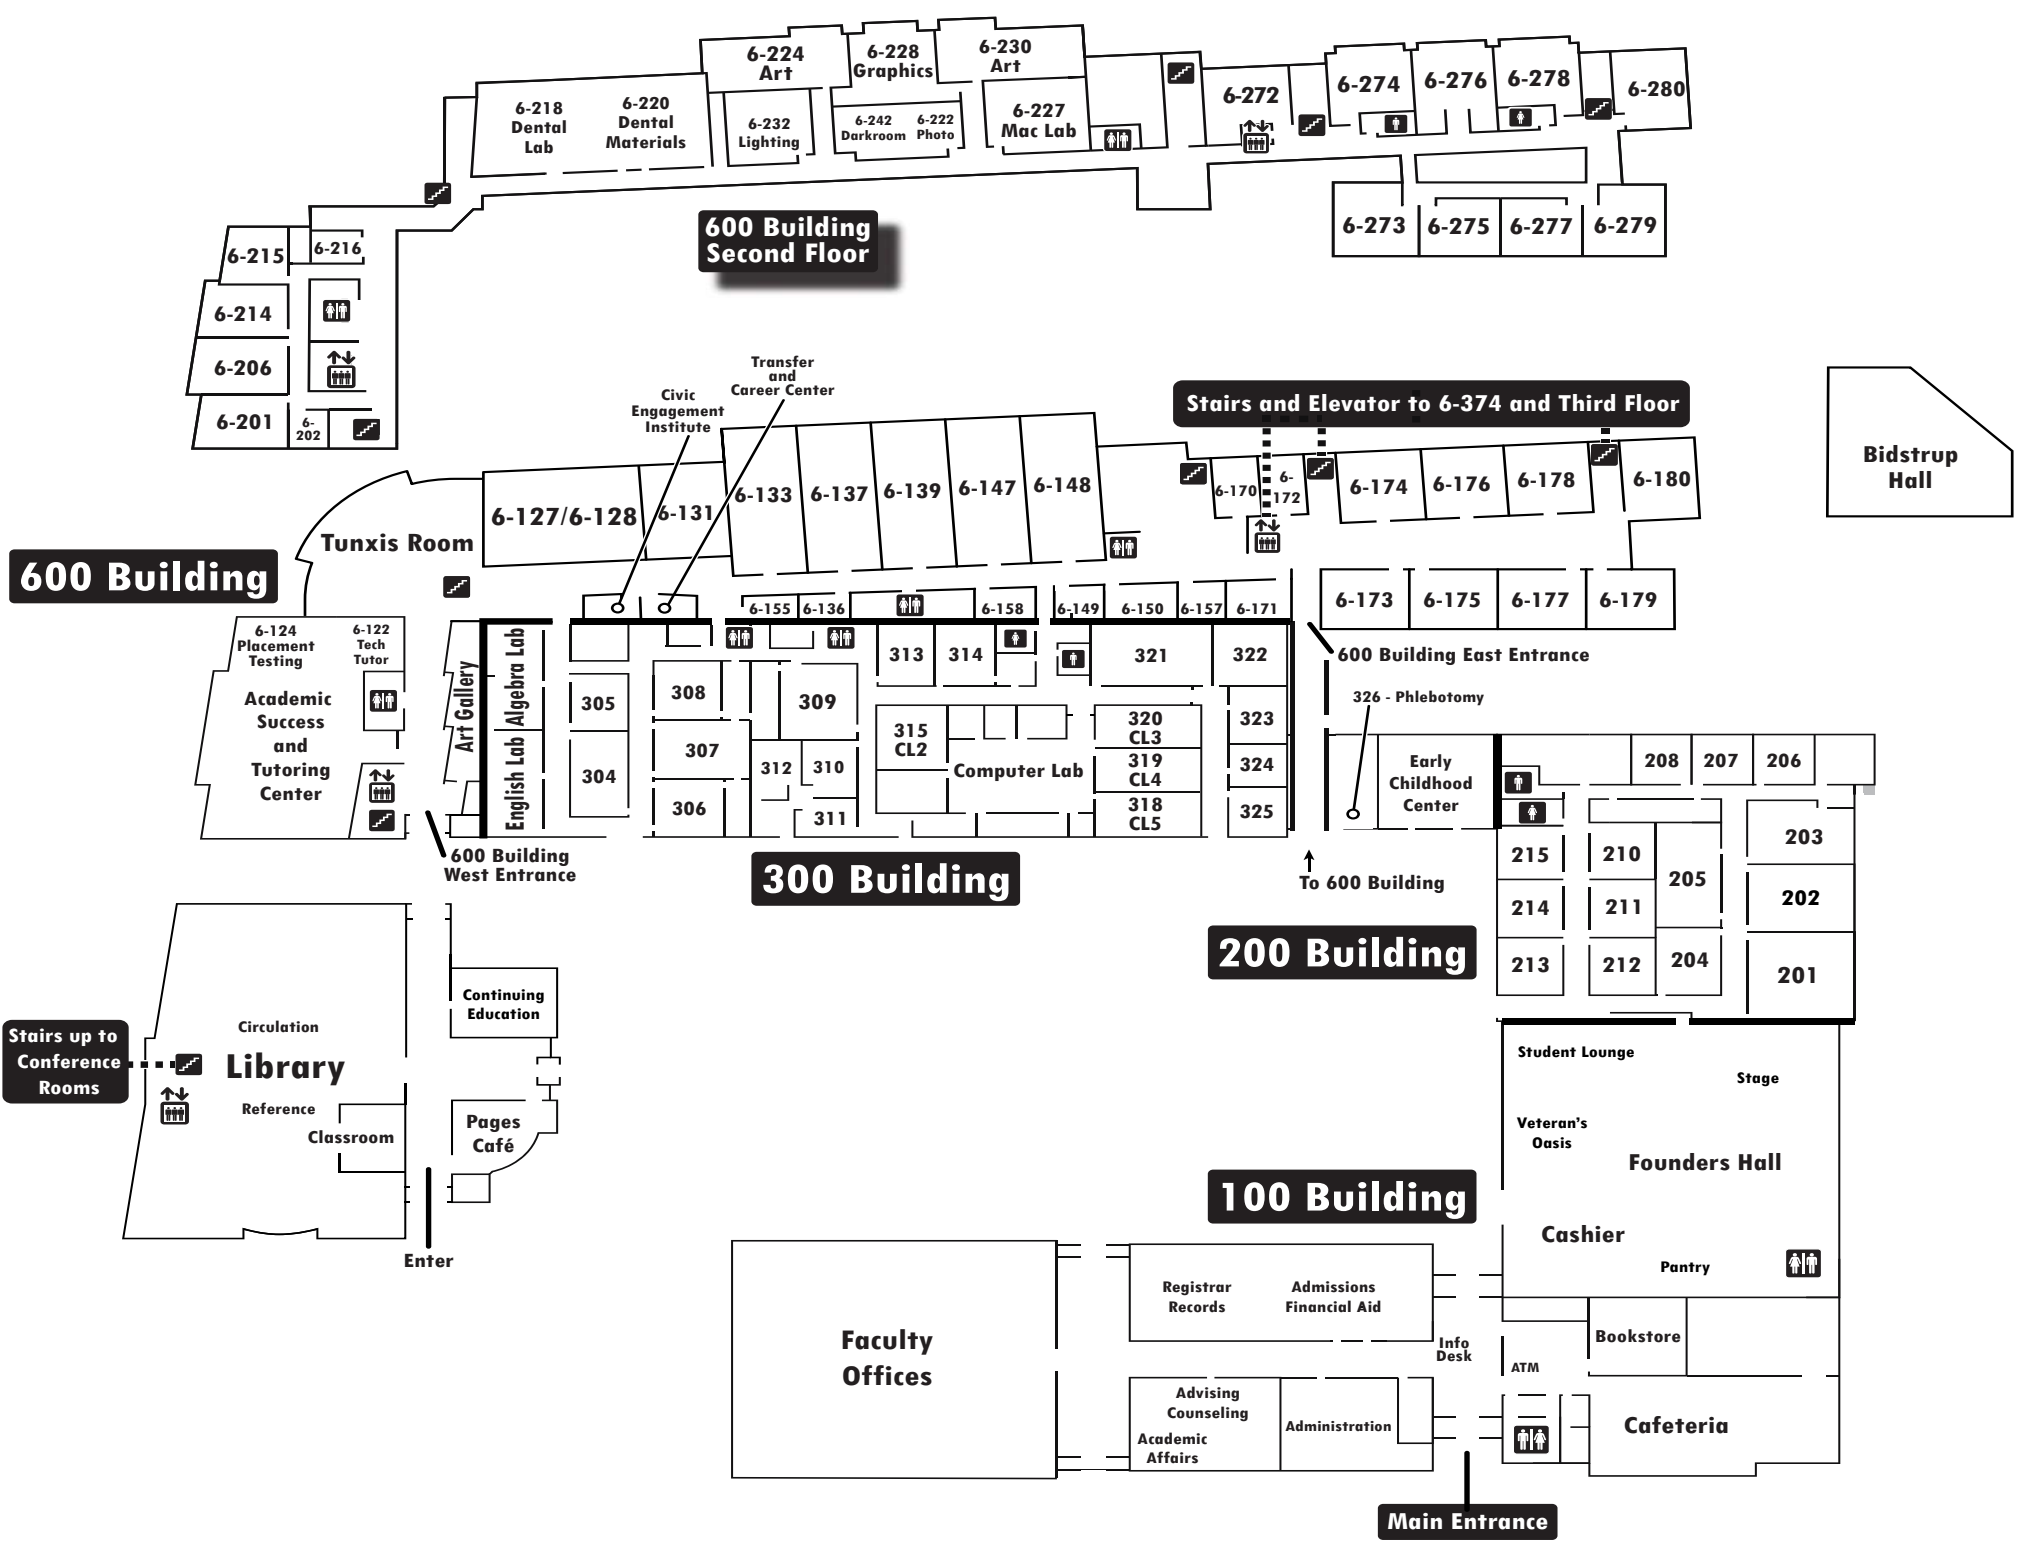 6-224
Art
6-228
Graphics
6-230
Art
6-218
Dental
Lab
6-220
Dental
Materials
6-232
Lighting
6-242
Darkroom
6-222
Photo
6-227
Mac Lab
6-272
6-274
6-276
6-278
6-280
6-273
6-275
6-277
6-279
600 Building
Second Floor
6-215
6-216
6-214
6-206
6-201
6-
202
Transfer
and
Career Center
Civic
Engagement
Institute
Stairs and Elevator to 6-374 and Third Floor
Bidstrup
Hall
600 Building
Tunxis Room
6-127/6-128
6-131
6-133
6-137
6-139
6-147
6-148
6-170
6-
172
6-174
6-176
6-178
6-180
6-155
6-136
6-158
6-149
6-150
6-157
6-171
6-173
6-175
6-177
6-179
600 Building East Entrance
6-124
Placement
Testing
6-122
Tech
Tutor
Academic
Success
and
Tutoring
Center
Art Gallery
Algebra Lab
English Lab
305
304
308
307
306
309
312
310
311
313
314
315
CL2
Computer Lab
321
322
320
CL3
319
CL4
318
CL5
323
324
325
326 - Phlebotomy
Early
Childhood
Center
600 Building
West Entrance
300 Building
To 600 Building
200 Building
208
207
206
203
215
210
205
202
214
211
213
212
204
201
Continuing
Education
Circulation
Library
Reference
Classroom
Stairs up to
Conference
Rooms
Pages
Café
Enter
Student Lounge
Stage
Veteran's
Oasis
Founders Hall
Cashier
Pantry
100 Building
Faculty
Offices
Registrar
Records
Admissions
Financial Aid
Info
Desk
ATM
Bookstore
Advising
Counseling
Academic
Affairs
Administration
Cafeteria
Main Entrance